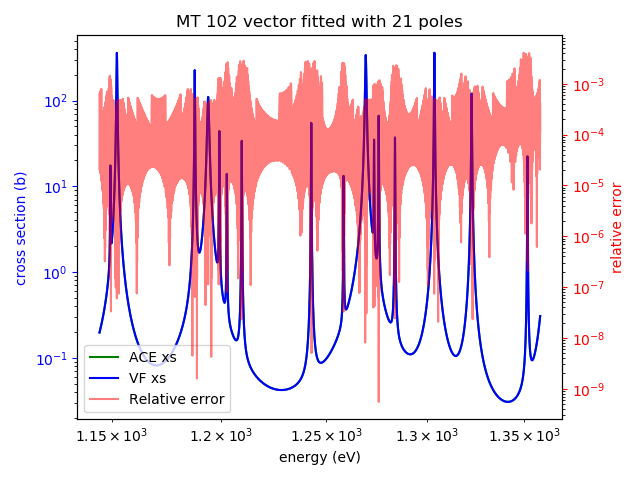 MT 102 vector fitted with 21 poles
cross section (b)
10²
10¹
10⁰
10⁻¹
10⁻³
10⁻⁴
10⁻⁵
10⁻⁶
10⁻⁷
10⁻⁸
10⁻⁹
relative error
ACE xs
VF xs
Relative error
1.15 × 10³ 1.2 × 10³ 1.25 × 10³ 1.3 × 10³ 1.35 × 10³
energy (eV)